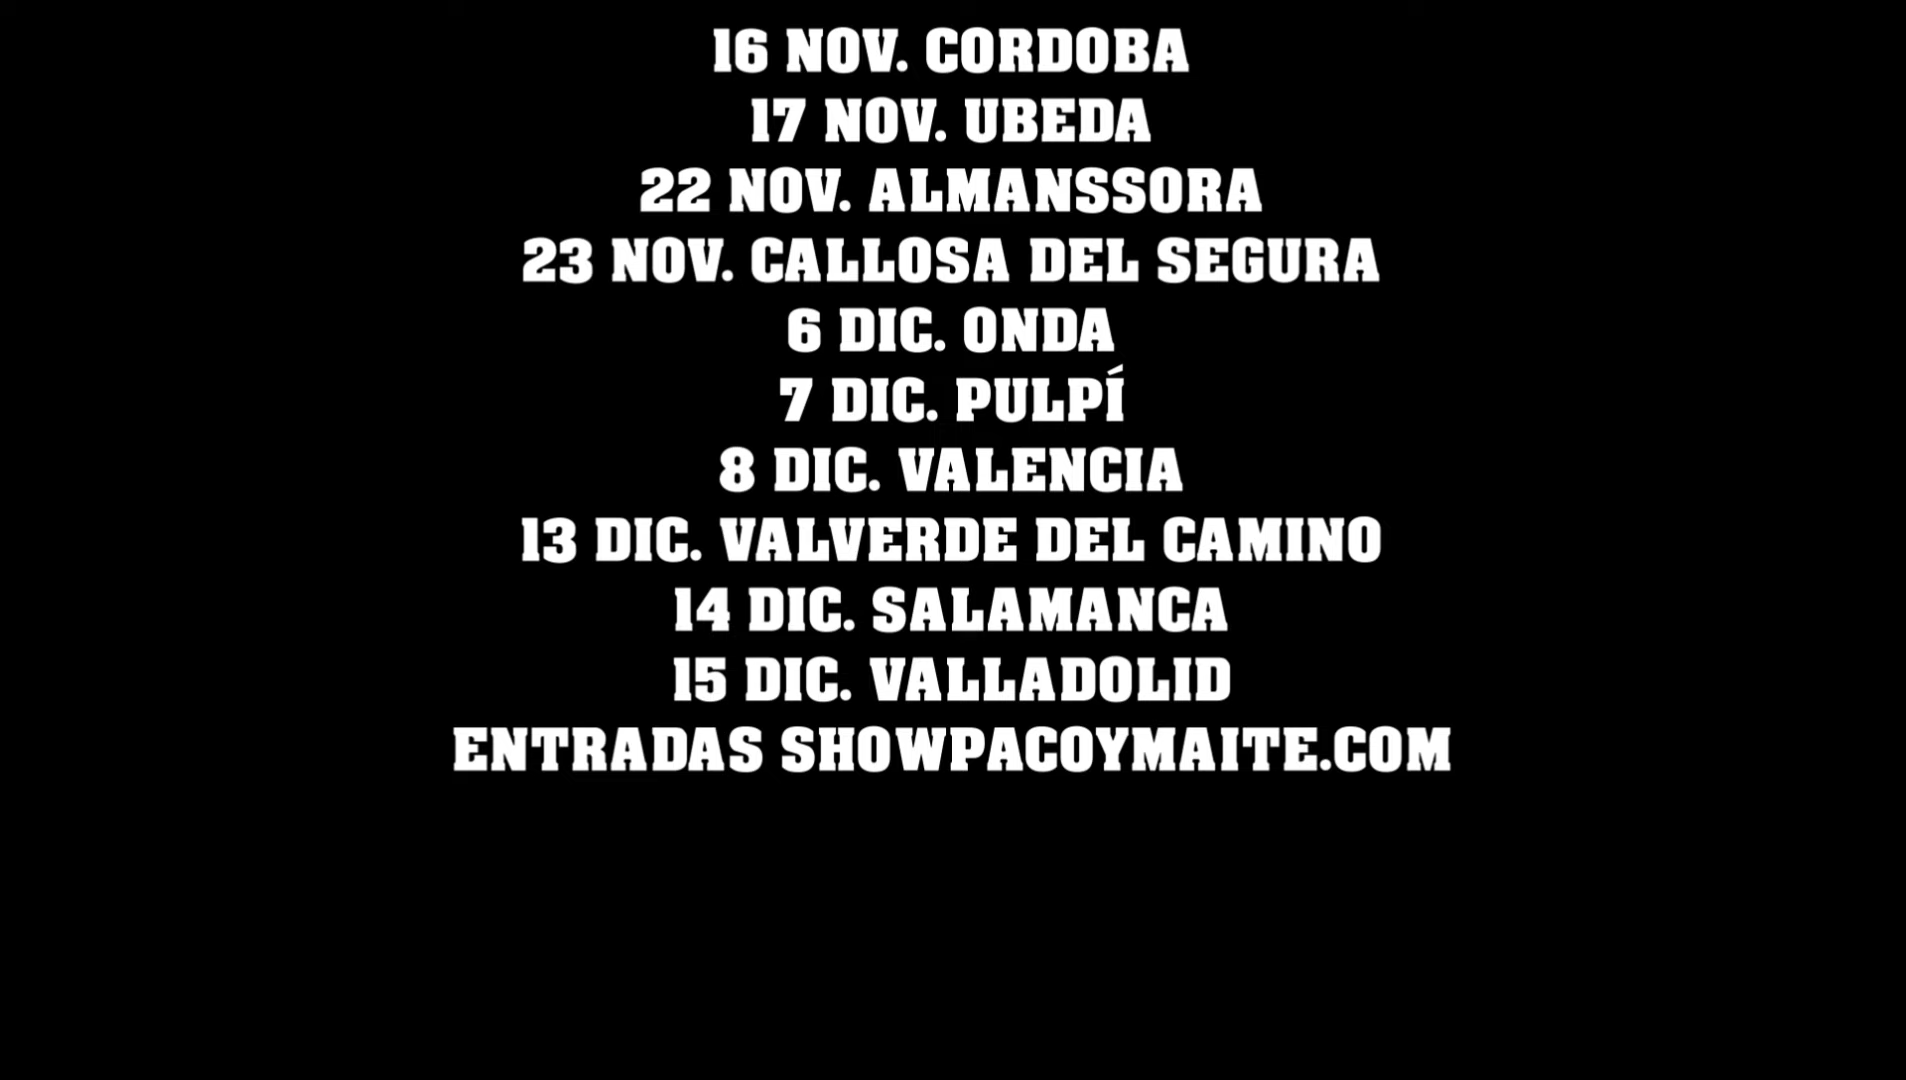 16 NOV. CORDOBA
17 NOV. UBEDA
22 NOV. ALMANSSORA
23 NOV. CALLOSA DEL SEGURA
6 DIC. ONDA
7 DIC. PULPÍ
8 DIC. VALENCIA
13 DIC. VALVERDE DEL CAMINO
14 DIC. SALAMANCA
15 DIC. VALLADOLID
ENTRADAS SHOWPACOYMAITE.COM